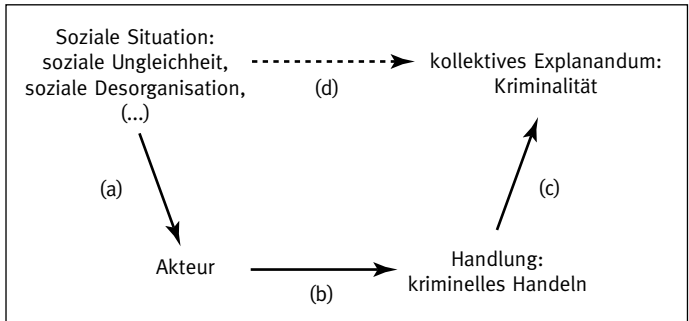 Soziale Situation:
soziale Ungleichheit,
soziale Desorganisation,
(...)
(d)
kollektives Explanandum:
Kriminalität
(a)
(c)
Akteur
(b)
Handlung:
kriminelles Handeln